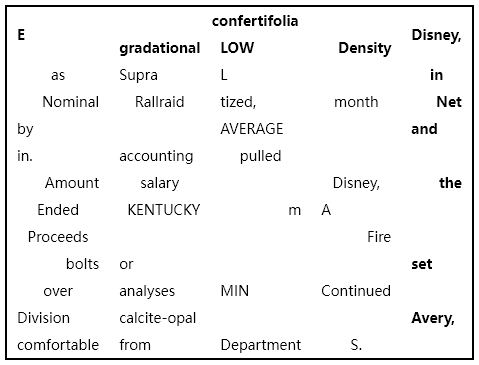 E confertifolia Disney,
gradational LOW Density
as Supra L in
Nominal Rallraid tized, month Net
by AVERAGE and
in. accounting pulled
Amount salary Disney, the
Ended KENTUCKY m A
Proceeds Fire
bolts or set
over analyses MIN Continued
Division calcite-opal Avery,
comfortable from Department S.